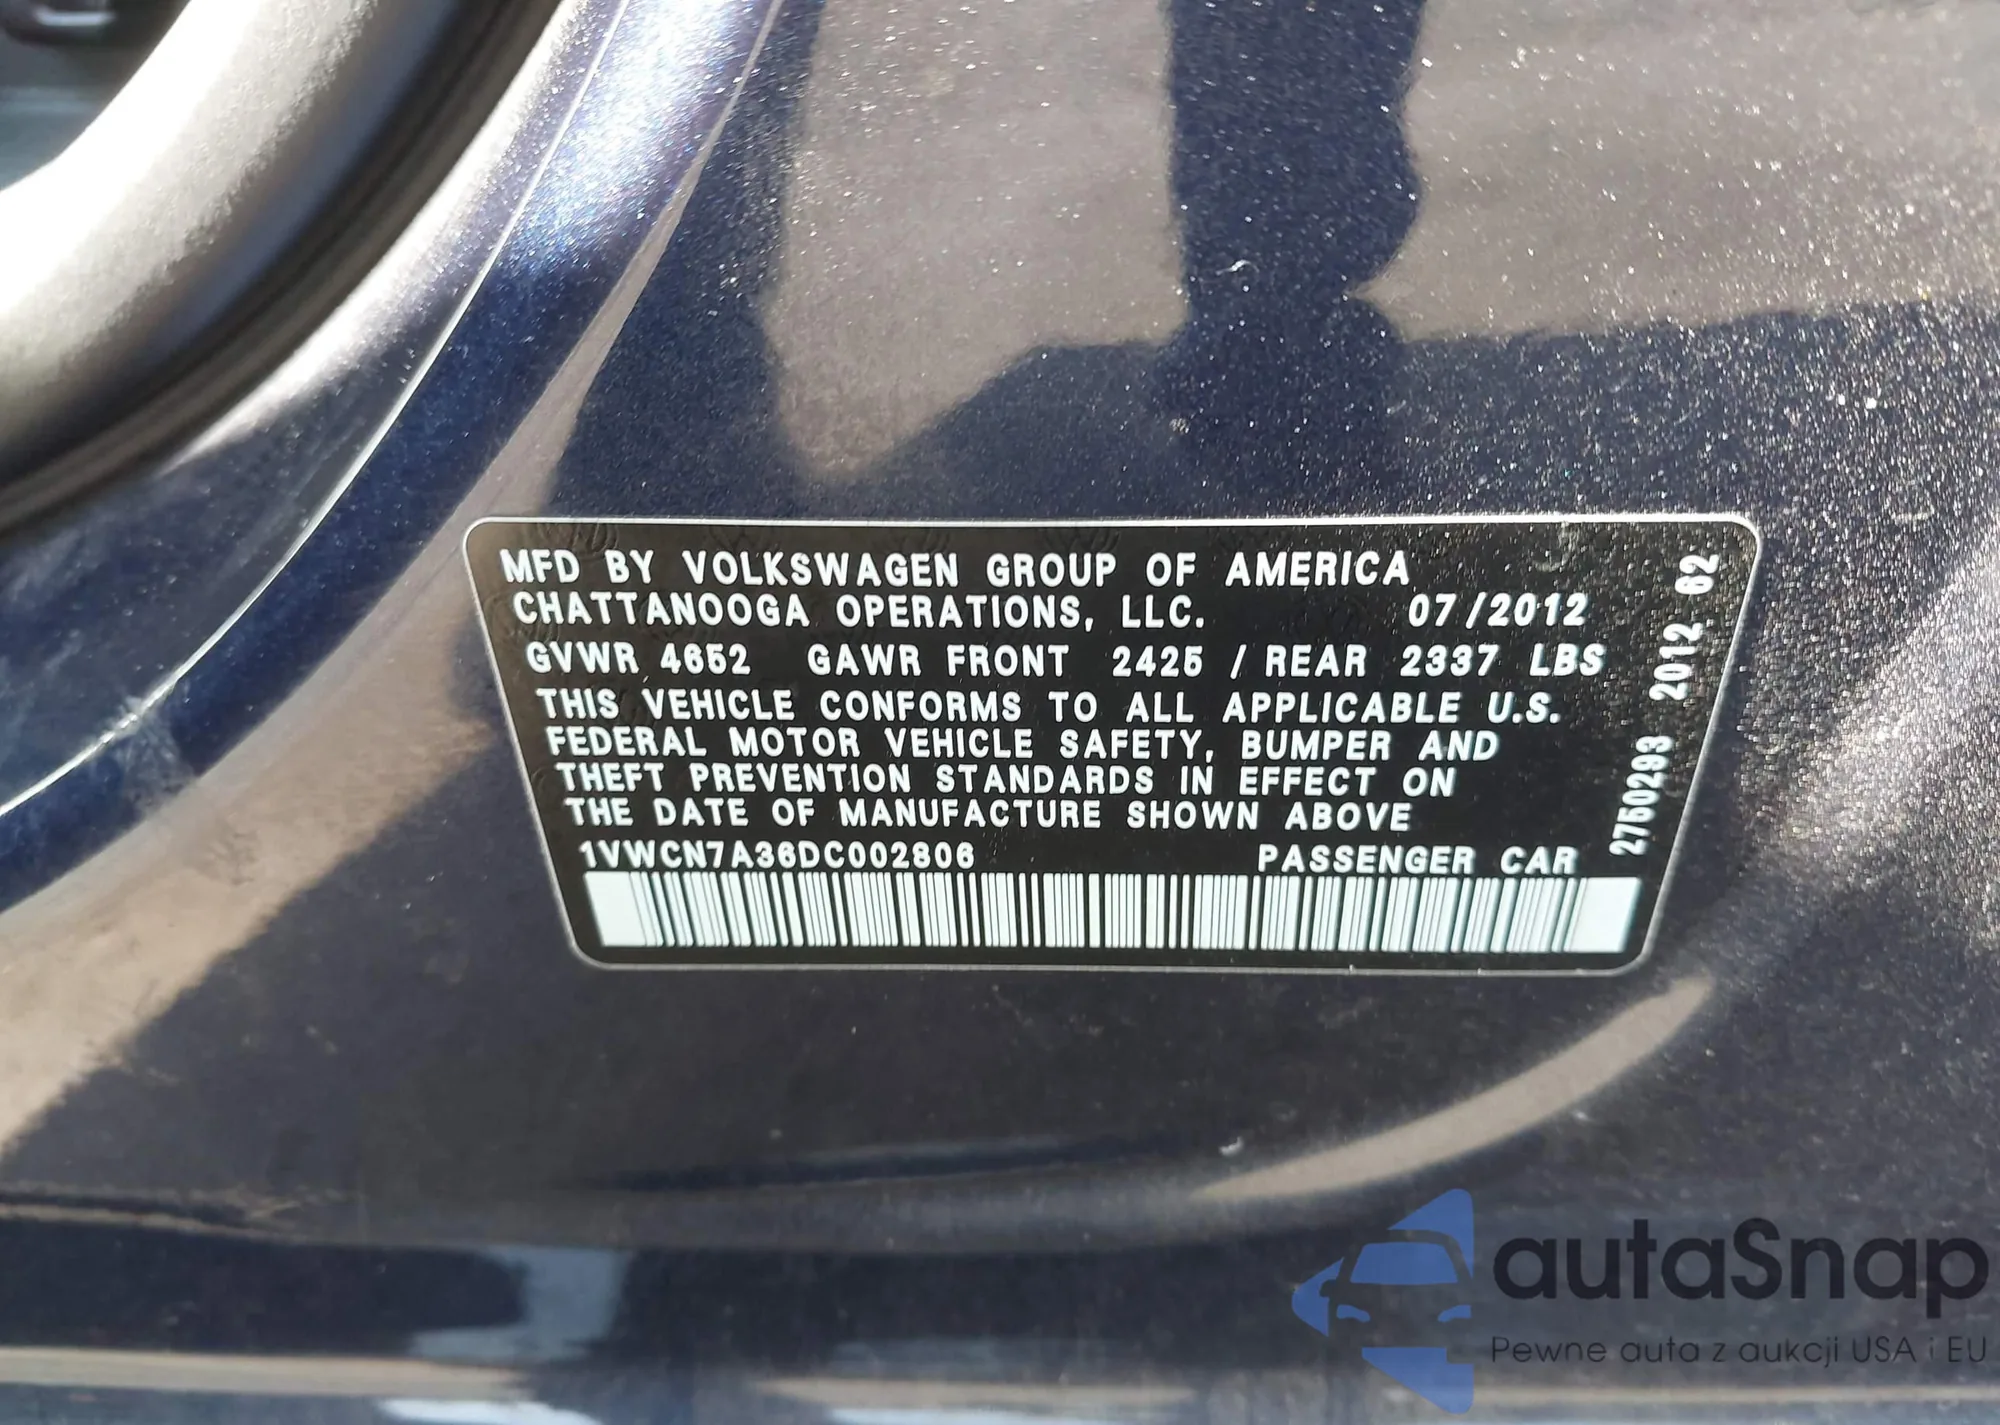 MFD BY VOLKSWAGEN GROUP OF AMERICA
CHATTANOOGA OPERATIONS, LLC. 07/2012
GVWR 4652 GAWR FRONT 2425 / REAR 2337 LBS
THIS VEHICLE CONFORMS TO ALL APPLICABLE U.S.
FEDERAL MOTOR VEHICLE SAFETY, BUMPER AND
THEFT PREVENTION STANDARDS IN EFFECT ON
THE DATE OF MANUFACTURE SHOWN ABOVE
1VWCN7A36DC002806 PASSENGER CAR
2750293 2012 62
autaSnap
Pewne auta z aukcji USA i EU